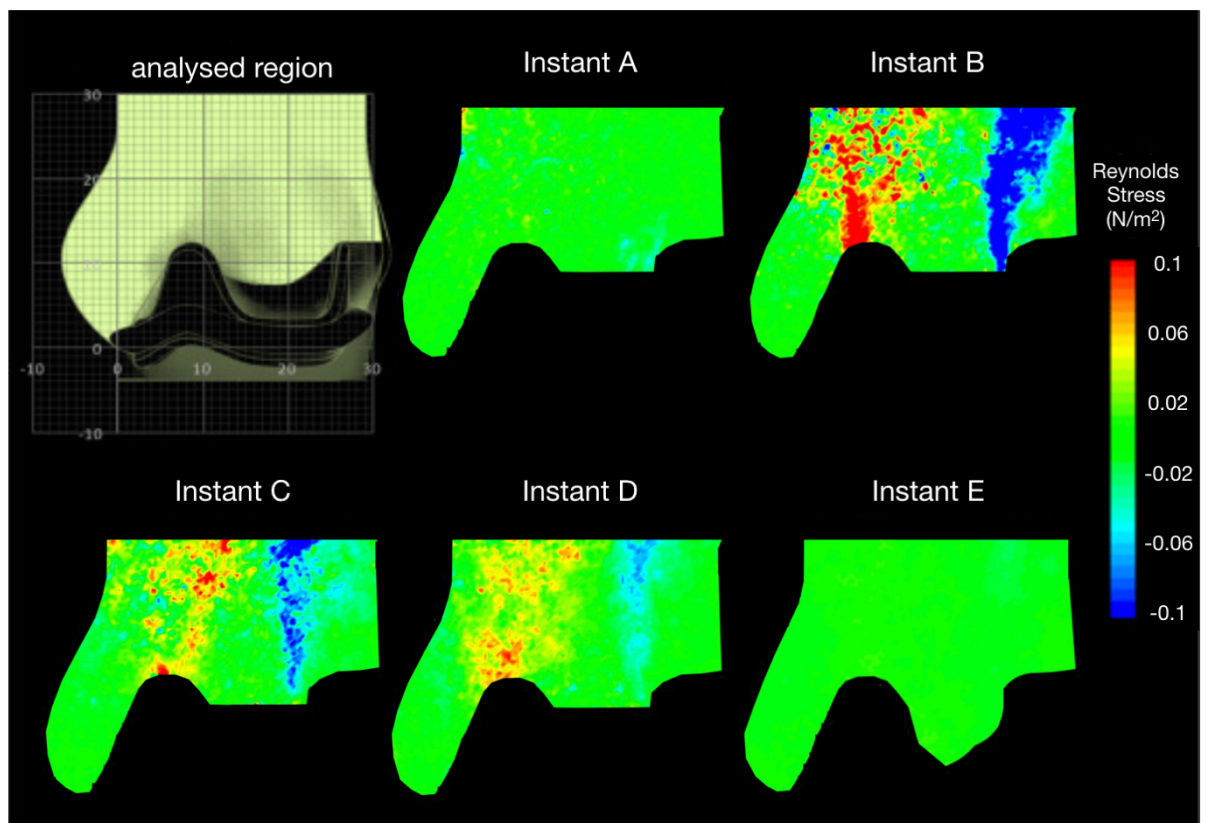 analysed region
30
20
10
0
-10
0
10
20
30
-10
Instant A
Instant B
Reynolds
Stress
(N/m²)
0.1
0.06
0.02
-0.02
-0.06
-0.1
Instant C
Instant D
Instant E